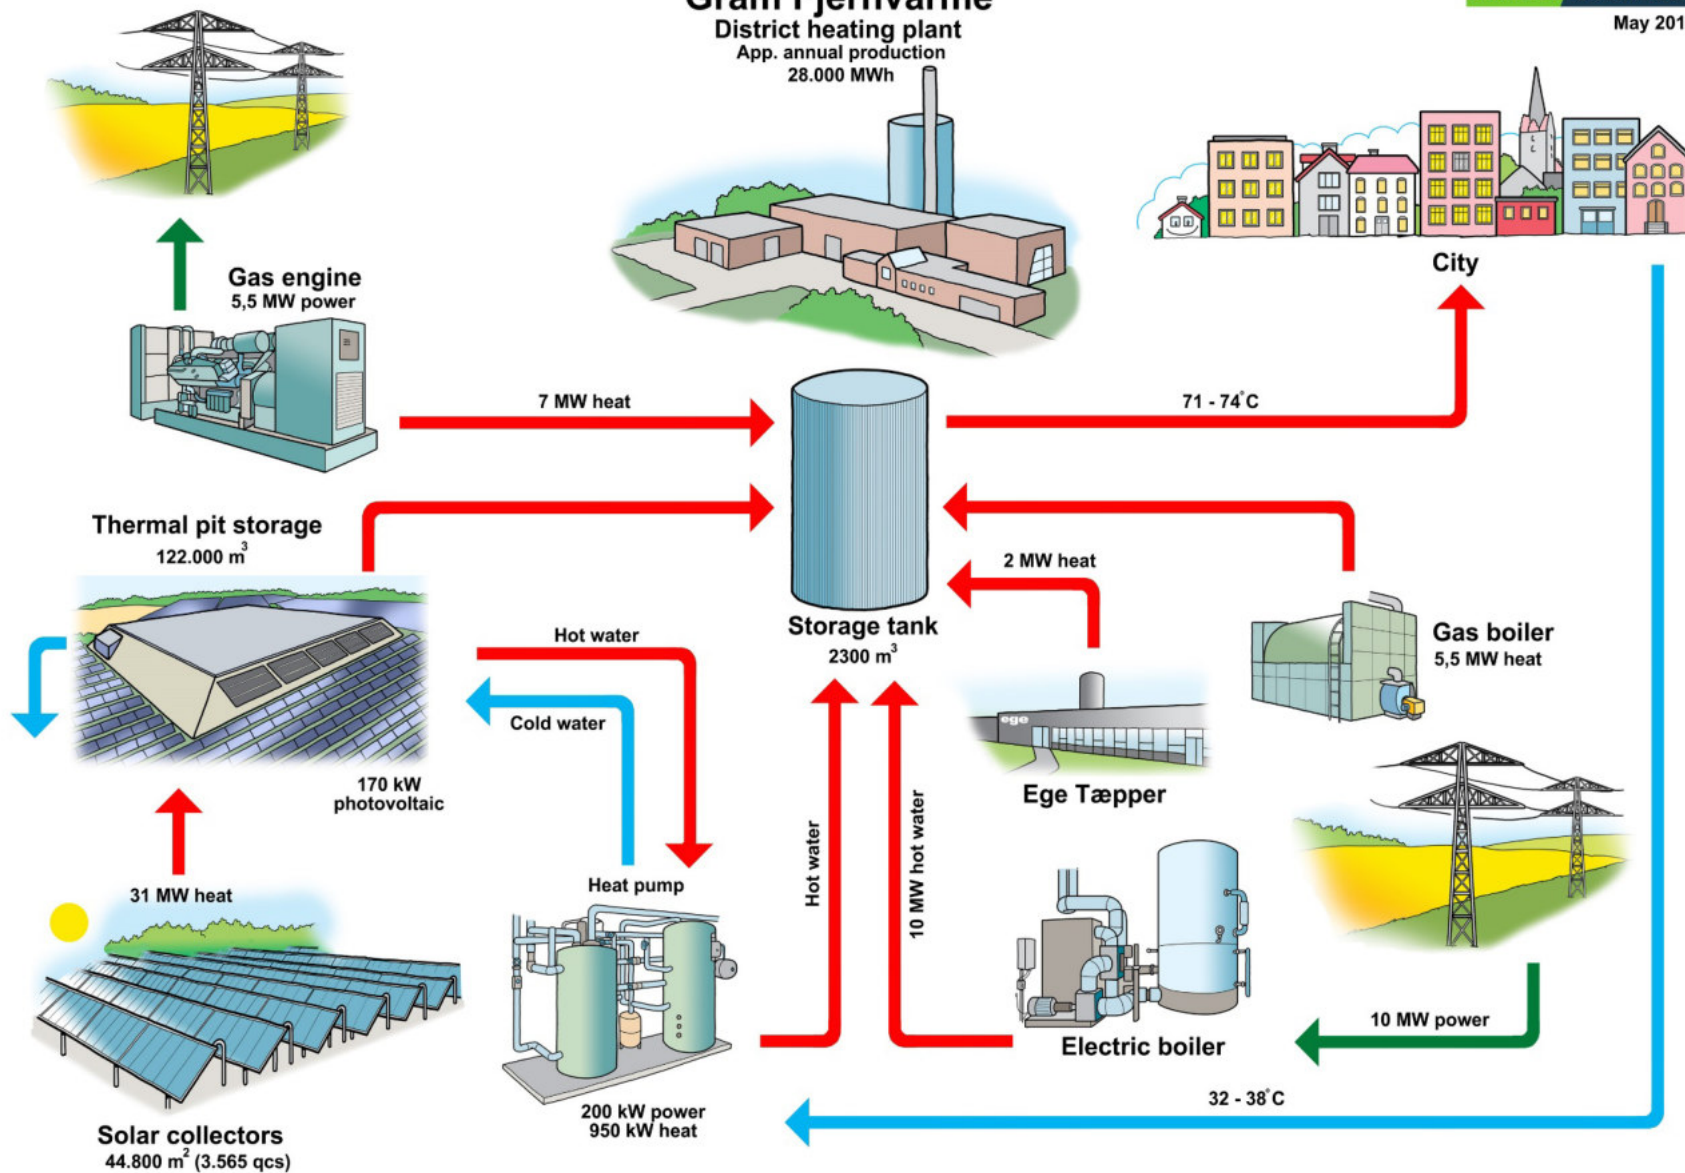 Gram Fjernvarme
District heating plant
App. annual production
28.000 MWh
May 201
Gas engine
5,5 MW power
City
7 MW heat
71 - 74°C
Thermal pit storage
122.000 m³
2 MW heat
Hot water
Cold water
Storage tank
2300 m³
Gas boiler
5,5 MW heat
ege
Ege Tæpper
170 kW
photovoltaic
31 MW heat
Heat pump
Hot water
10 MW hot water
10 MW power
Electric boiler
32 - 38°C
200 kW power
950 kW heat
Solar collectors
44.800 m² (3.565 qcs)